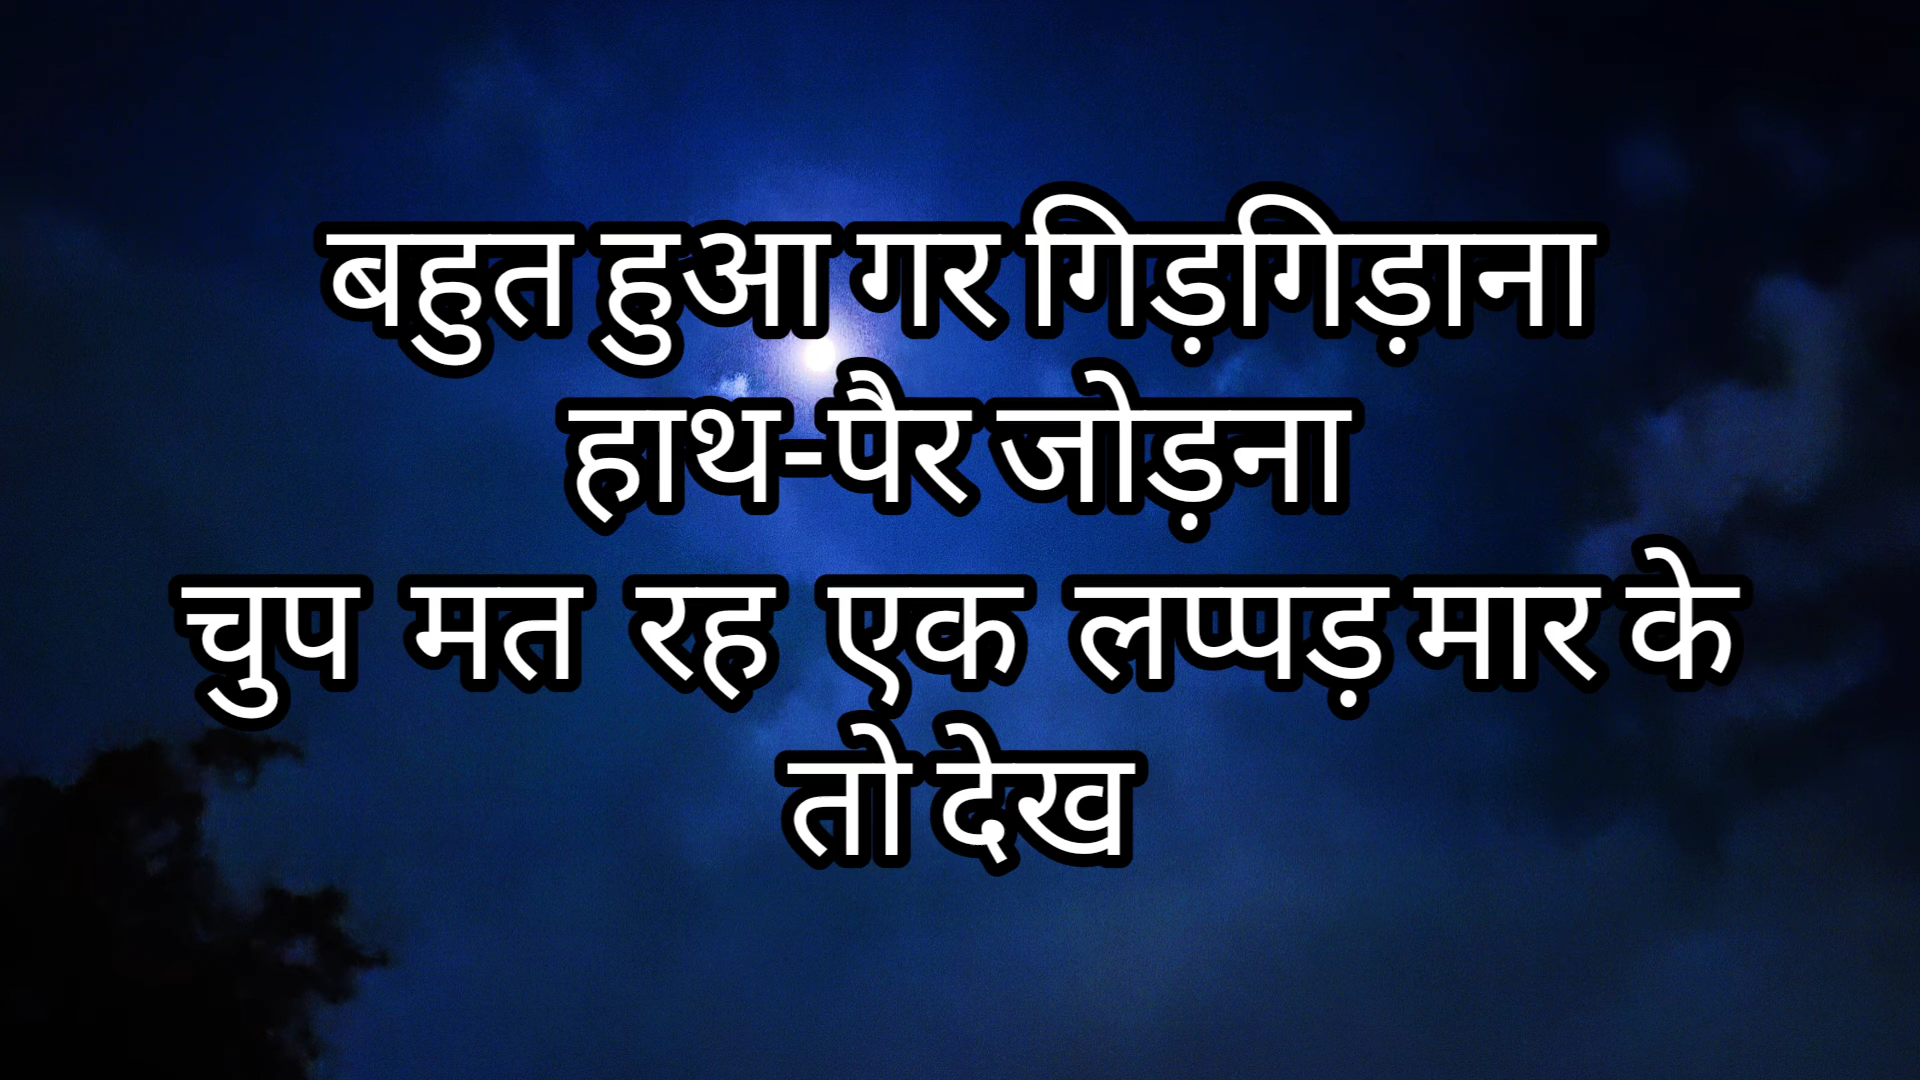 बहुत हुआ गर गिड़गिड़ाना
हाथ-पैर जोड़ना
चुप मत रह एक लप्पड़ मार के
तो देख